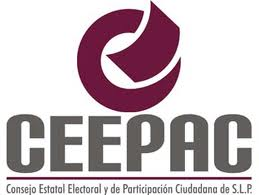 CEEPAC
Consejo Estatal Electoral y de Participación Ciudadana de S.L.P.